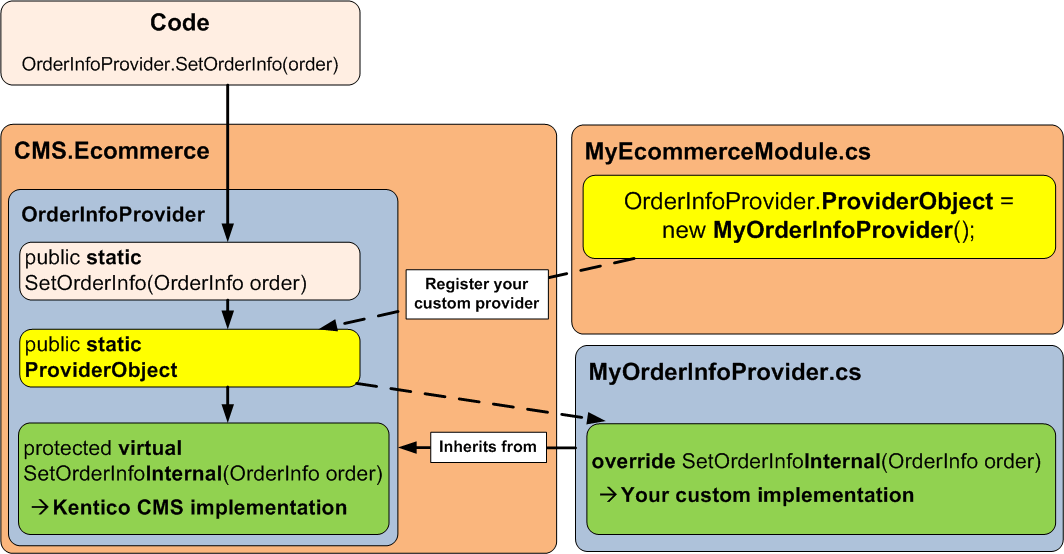 Code
OrderInfoProvider.SetOrderInfo(order)
CMS.Ecommerce
OrderInfoProvider
public static
SetOrderInfo(OrderInfo order)
public static
ProviderObject
protected virtual
SetOrderInfoInternal(OrderInfo order)
→Kentico CMS implementation
Register your
custom provider
Inherits from
MyEcommerceModule.cs
OrderInfoProvider.ProviderObject =
new MyOrderInfoProvider();
MyOrderInfoProvider.cs
override SetOrderInfoInternal(OrderInfo order)
→Your custom implementation